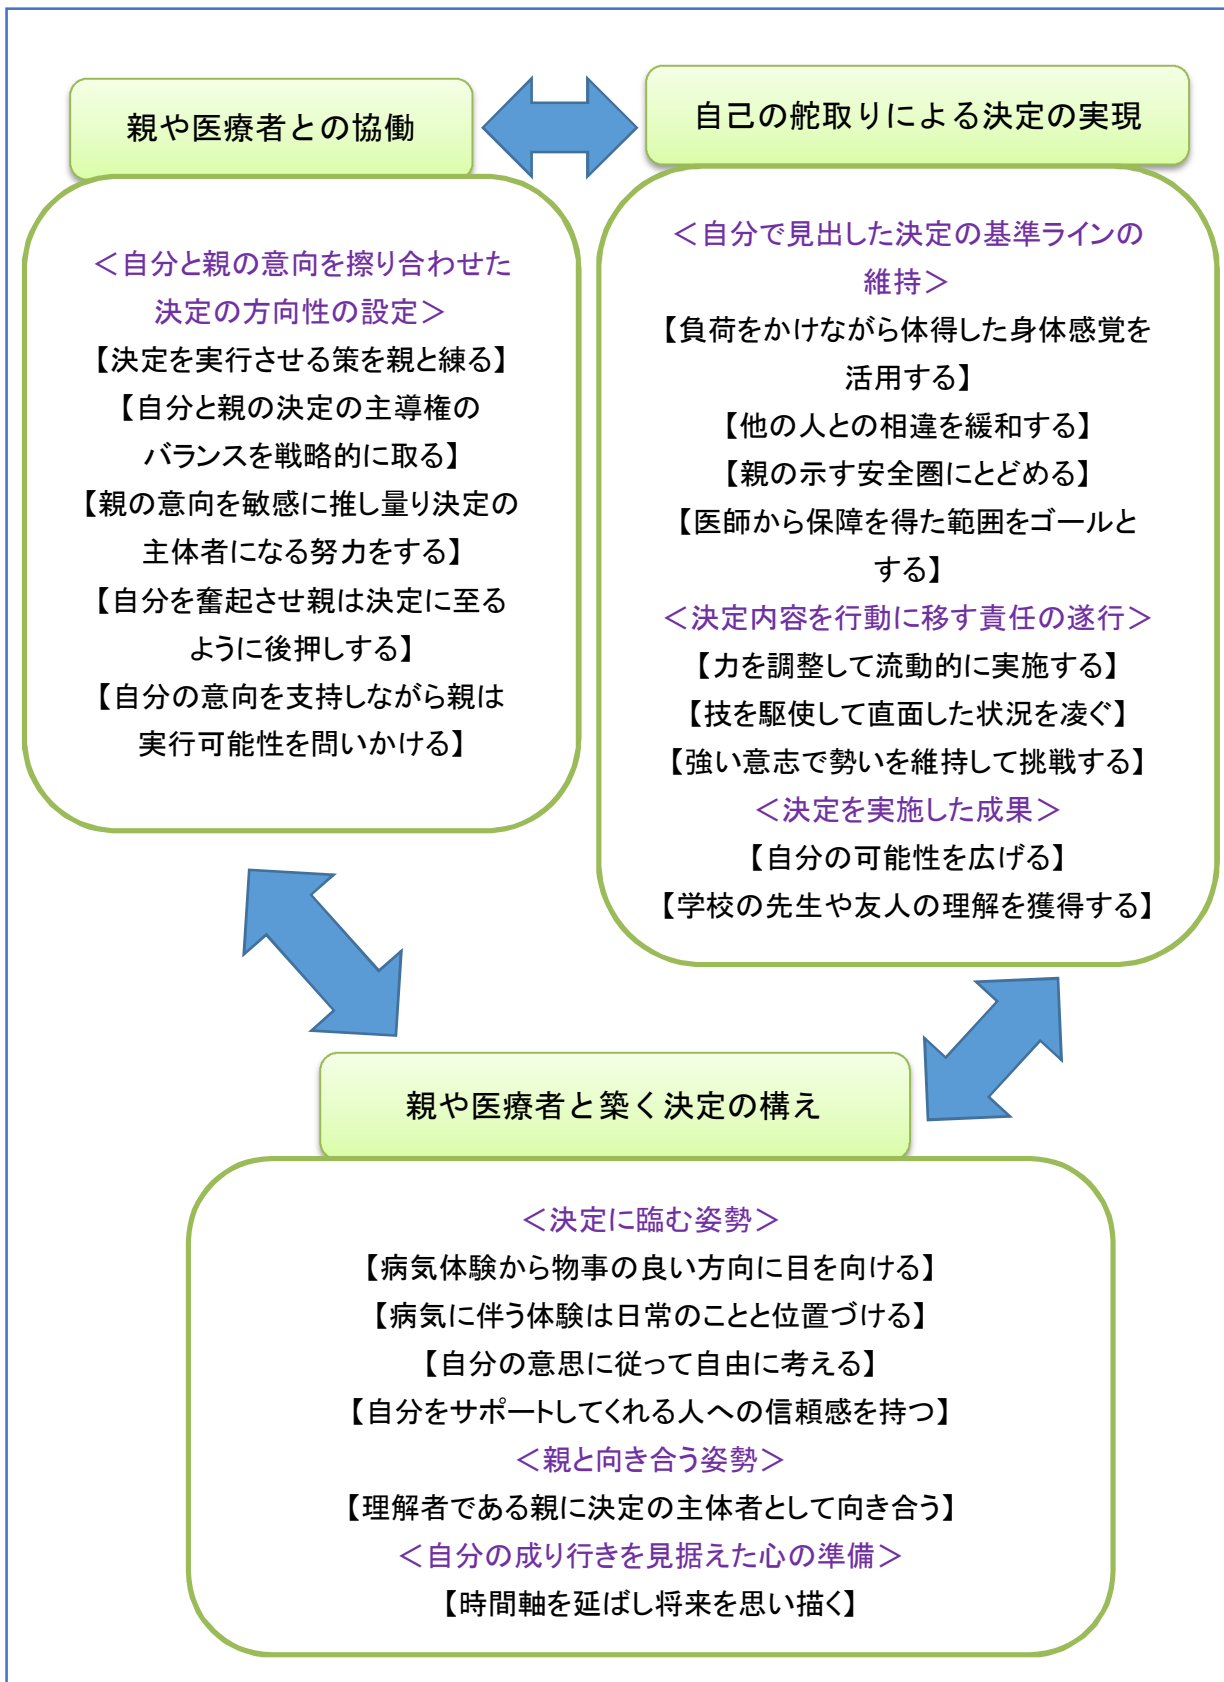 親や医療者との協働
＜自分と親の意向を擦り合わせた
決定の方向性の設定＞
【決定を実行させる策を親と練る】
【自分と親の決定の主導権の
バランスを戦略的に取る】
【親の意向を敏感に推し量り決定の
主体者になる努力をする】
【自分を奮起させ親は決定に至る
ように後押しする】
【自分の意向を支持しながら親は
実行可能性を問いかける】
自己の舵取りによる決定の実現
＜自分で見出した決定の基準ラインの
維持＞
【負荷をかけながら体得した身体感覚を
活用する】
【他の人との相違を緩和する】
【親の示す安全圏にとどめる】
【医師から保障を得た範囲をゴールと
する】
＜決定内容を行動に移す責任の遂行＞
【力を調整して流動的に実施する】
【技を駆使して直面した状況を凌ぐ】
【強い意志で勢いを維持して挑戦する】
＜決定を実施した成果＞
【自分の可能性を広げる】
【学校の先生や友人の理解を獲得する】
親や医療者と築く決定の構え
＜決定に臨む姿勢＞
【病気体験から物事の良い方向に目を向ける】
【病気に伴う体験は日常のことと位置づける】
【自分の意思に従って自由に考える】
【自分をサポートしてくれる人への信頼感を持つ】
＜親と向き合う姿勢＞
【理解者である親に決定の主体者として向き合う】
＜自分の成り行きを見据えた心の準備＞
【時間軸を延ばし将来を思い描く】